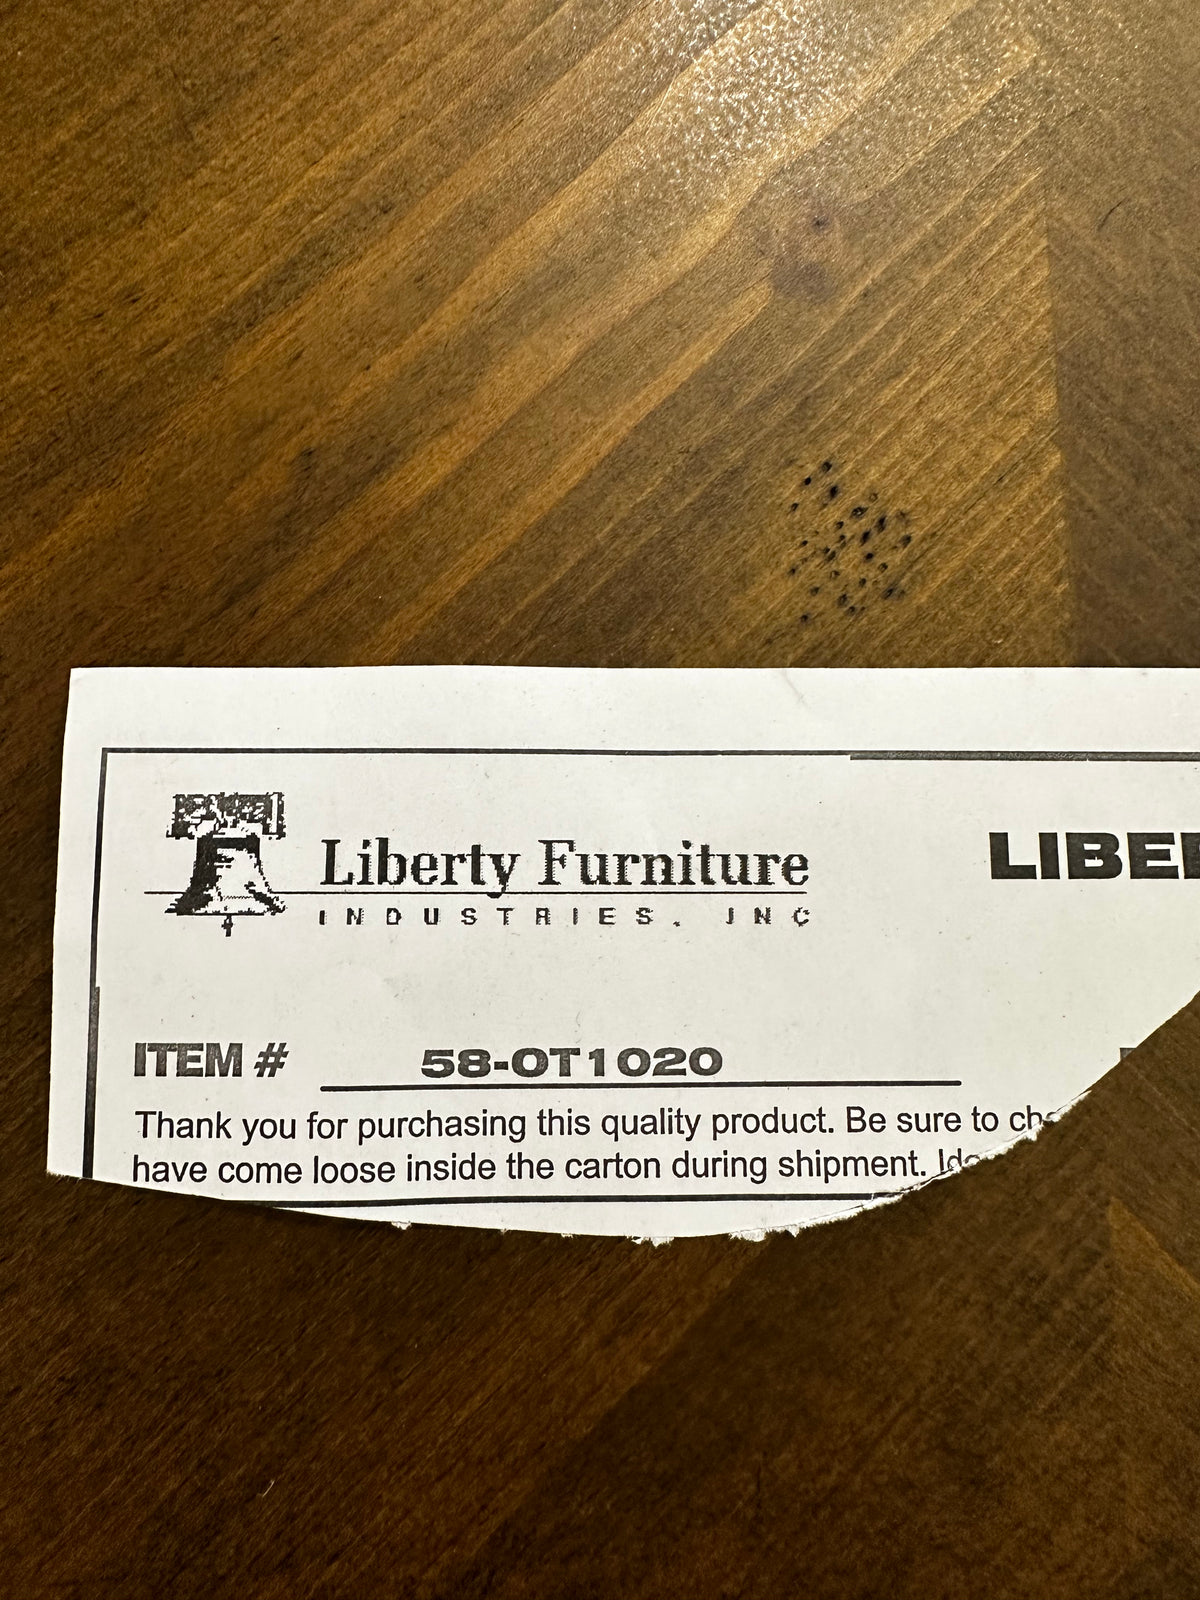 Liberty Furniture
INDUSTRIES, INC
LIBE
ITEM # 58-OT1020
Thank you for purchasing this quality product. Be sure to
have come loose inside the carton during shipment.